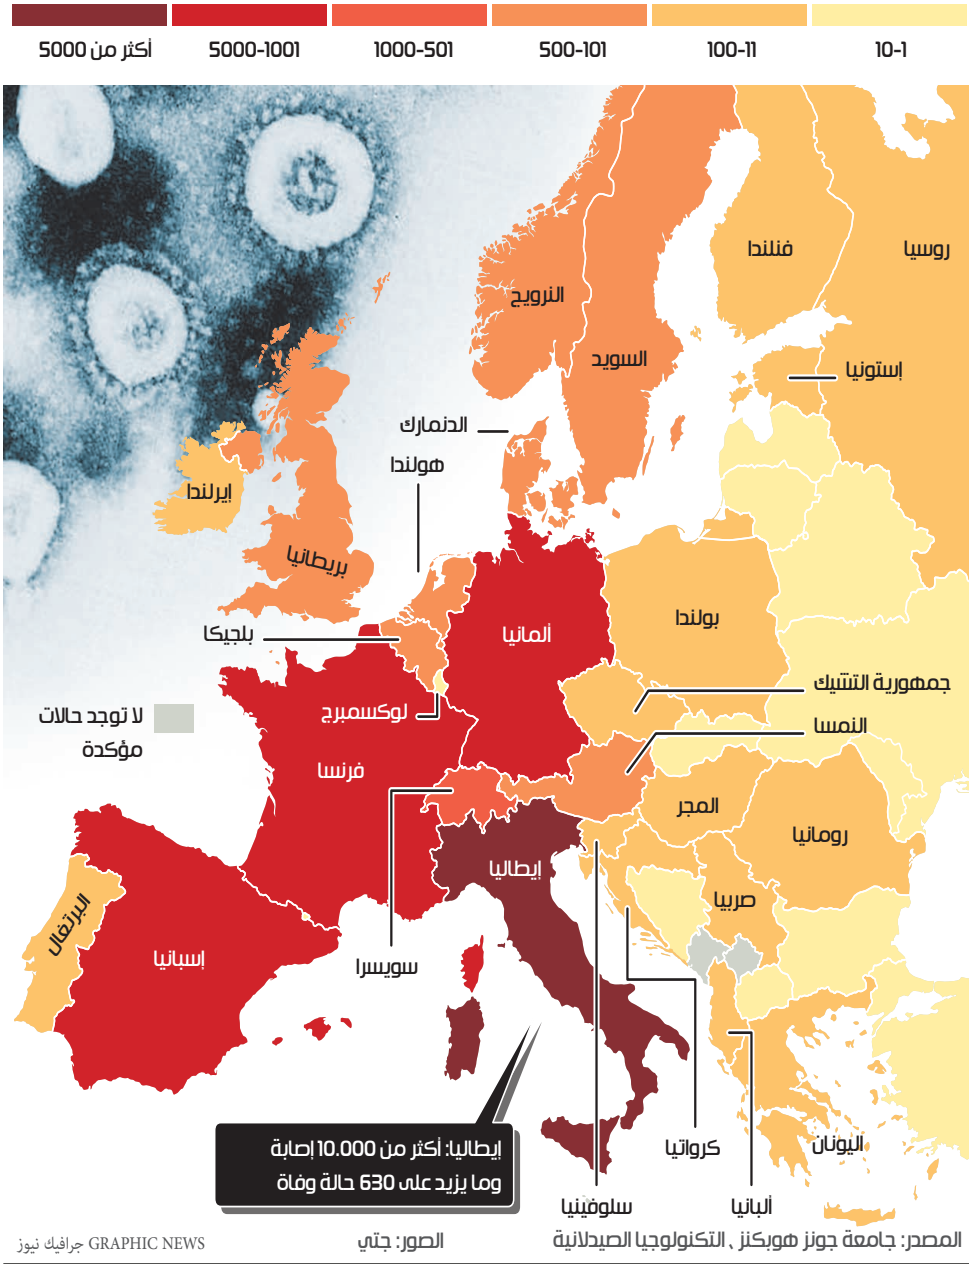 أكثر من 5000
5000-1001
1000-501
500-101
100-11
10-1
روسيا
فنلندا
النرويج
السويد
إستونيا
الدنمارك
هولندا
إيرلندا
بريطانيا
بلجيكا
ألمانيا
بولندا
جمهورية التشيك
لوكسمبرج
النمسا
لا توجد حالات
مؤكدة
فرنسا
المجر
رومانيا
إيطاليا
صربيا
البرتغال
إسبانيا
سويسرا
كرواتيا
اليونان
سلوفينيا
ألبانيا
إيطاليا: أكثر من 10.000 إصابة
وما يزيد على 630 حالة وفاة
المصدر: جامعة جونز هوبكنز ، التكنولوجيا الصيدلانية
الصور: جتي
GRAPHIC NEWS جرافيك نيوز